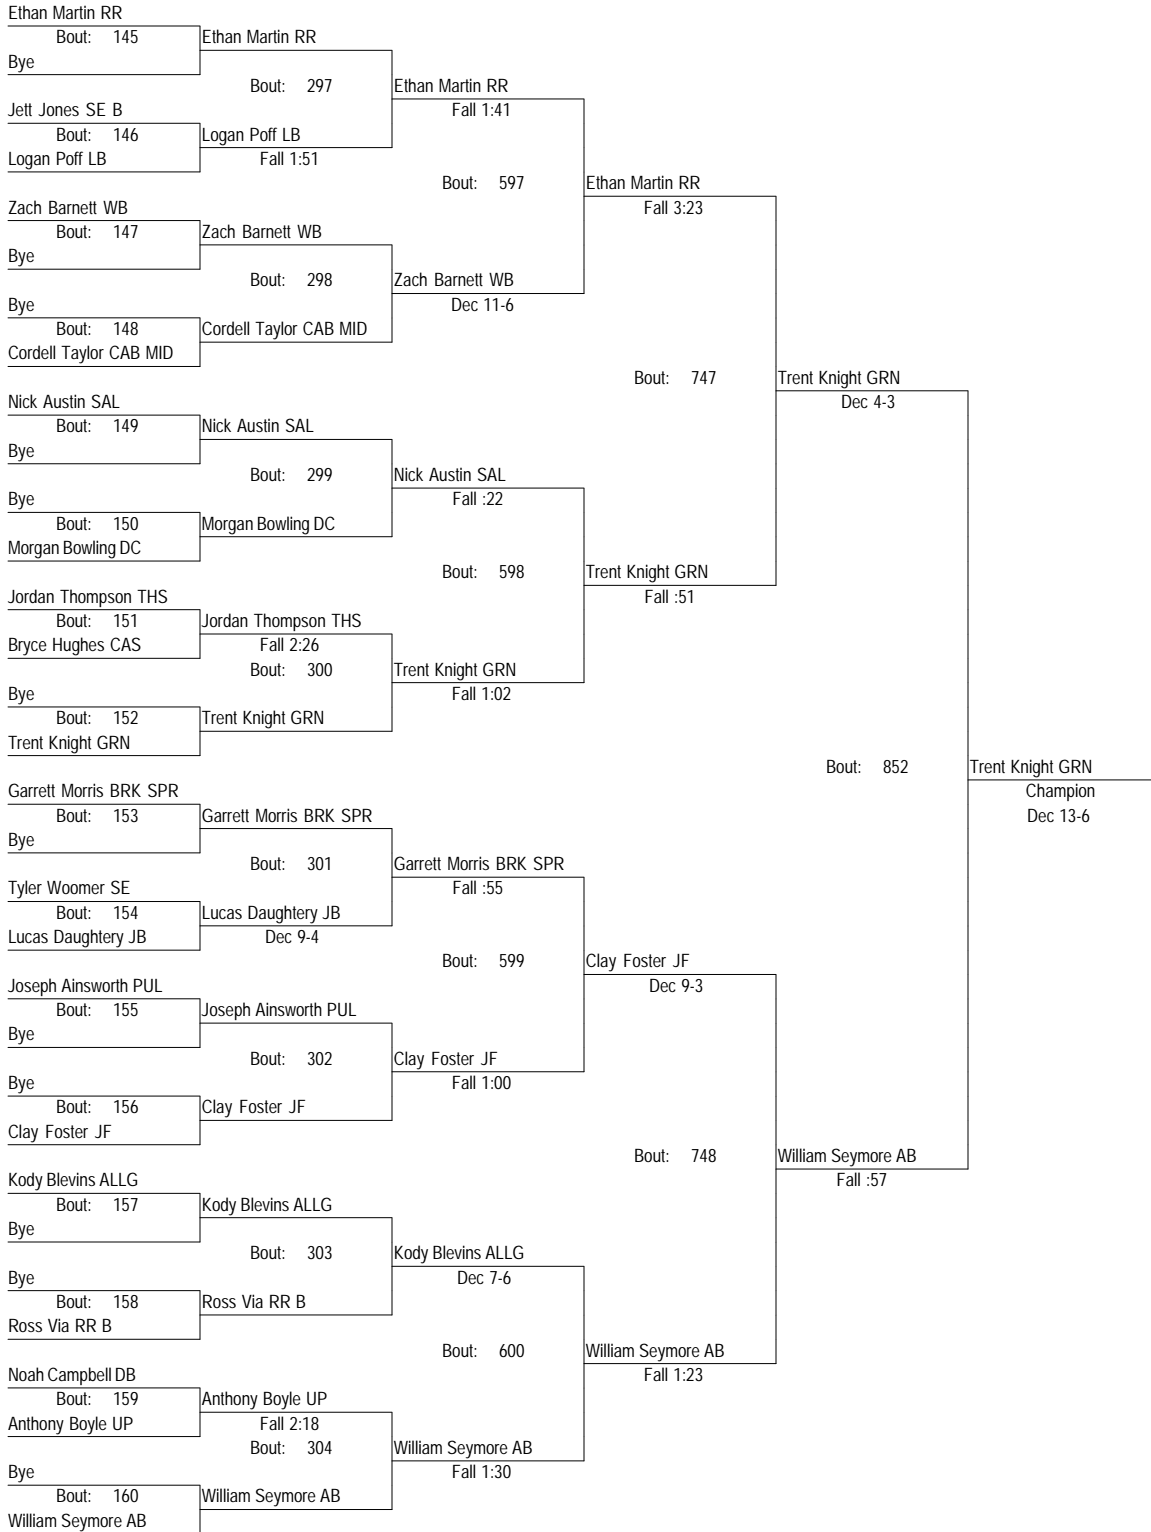 Ethan Martin RR
Bout: 145
Ethan Martin RR
Bye
Bout: 297
Ethan Martin RR
Jett Jones SE B
Fall 1:41
Bout: 146
Logan Poff LB
Logan Poff LB
Fall 1:51
Bout: 597
Ethan Martin RR
Zach Barnett WB
Fall 3:23
Bout: 147
Zach Barnett WB
Bye
Bout: 298
Zach Barnett WB
Bye
Dec 11-6
Bout: 148
Cordell Taylor CAB MID
Cordell Taylor CAB MID
Bout: 747
Trent Knight GRN
Nick Austin SAL
Dec 4-3
Bout: 149
Nick Austin SAL
Bye
Bout: 299
Nick Austin SAL
Bye
Fall :22
Bout: 150
Morgan Bowling DC
Morgan Bowling DC
Bout: 598
Trent Knight GRN
Jordan Thompson THS
Fall :51
Bout: 151
Jordan Thompson THS
Bryce Hughes CAS
Fall 2:26
Bout: 300
Trent Knight GRN
Bye
Fall 1:02
Bout: 152
Trent Knight GRN
Trent Knight GRN
Bout: 852
Trent Knight GRN
Garrett Morris BRK SPR
Champion
Bout: 153
Garrett Morris BRK SPR
Dec 13-6
Bye
Bout: 301
Garrett Morris BRK SPR
Tyler Woomer SE
Fall :55
Bout: 154
Lucas Daughtery JB
Lucas Daughtery JB
Dec 9-4
Bout: 599
Clay Foster JF
Joseph Ainsworth PUL
Dec 9-3
Bout: 155
Joseph Ainsworth PUL
Bye
Bout: 302
Clay Foster JF
Bye
Fall 1:00
Bout: 156
Clay Foster JF
Clay Foster JF
Bout: 748
William Seymore AB
Kody Blevins ALLG
Fall :57
Bout: 157
Kody Blevins ALLG
Bye
Bout: 303
Kody Blevins ALLG
Bye
Dec 7-6
Bout: 158
Ross Via RR B
Ross Via RR B
Bout: 600
William Seymore AB
Noah Campbell DB
Fall 1:23
Bout: 159
Anthony Boyle UP
Anthony Boyle UP
Fall 2:18
Bout: 304
William Seymore AB
Bye
Fall 1:30
Bout: 160
William Seymore AB
William Seymore AB